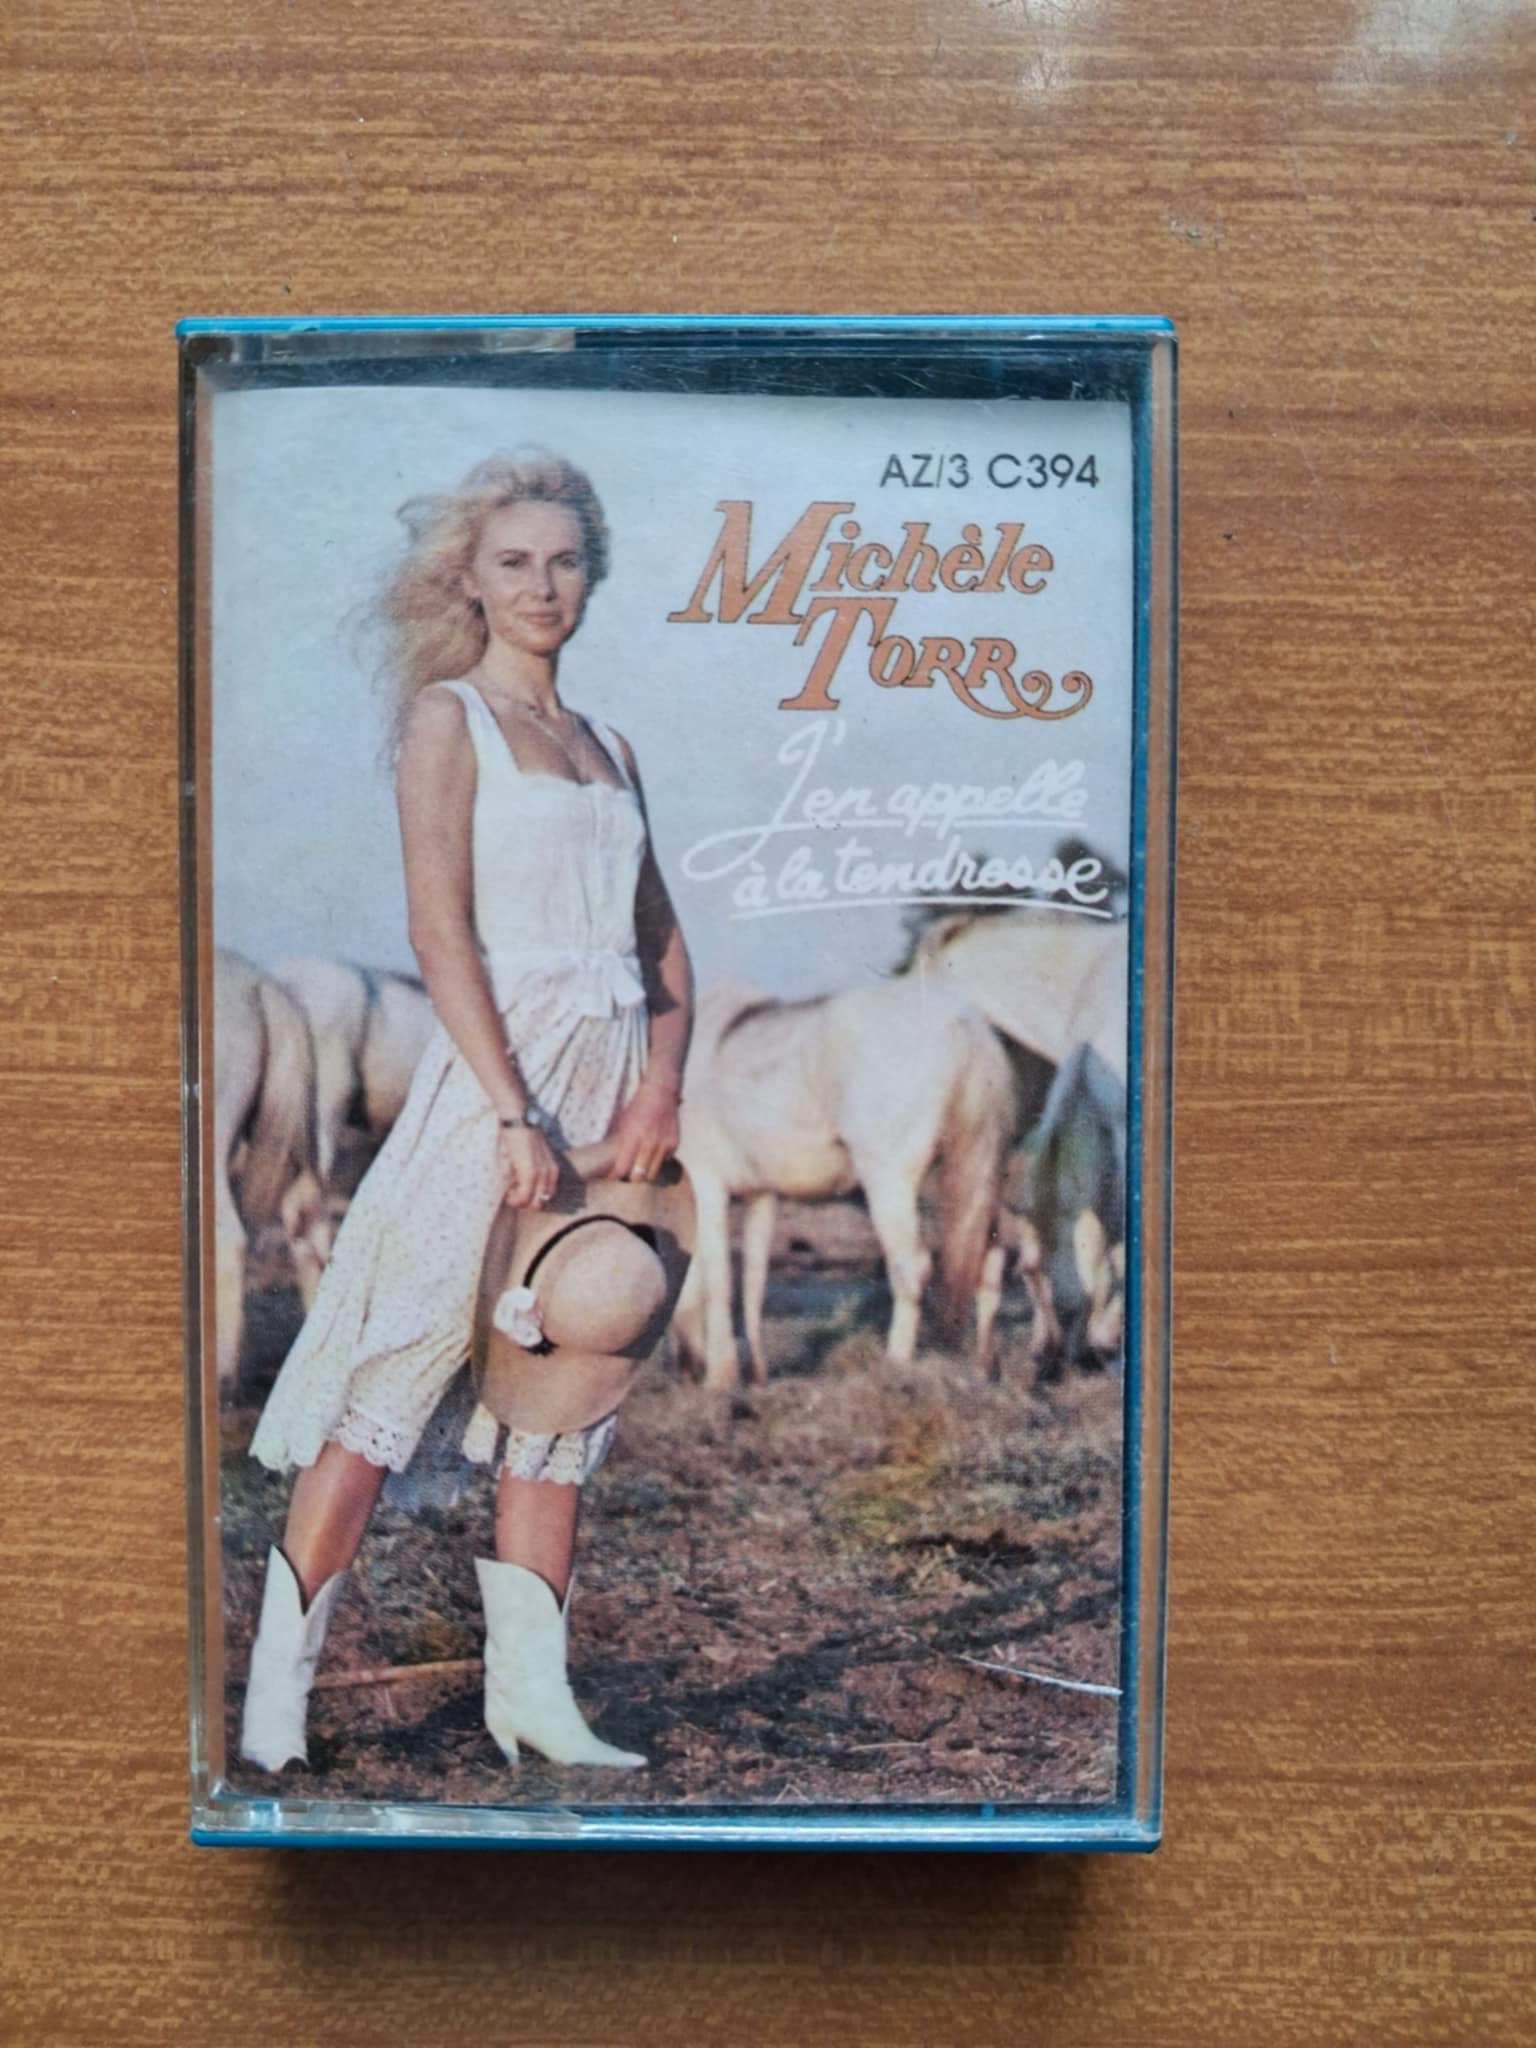 AZ/3 C394
Michèle
Torr
J'en appelle
à la tendresse